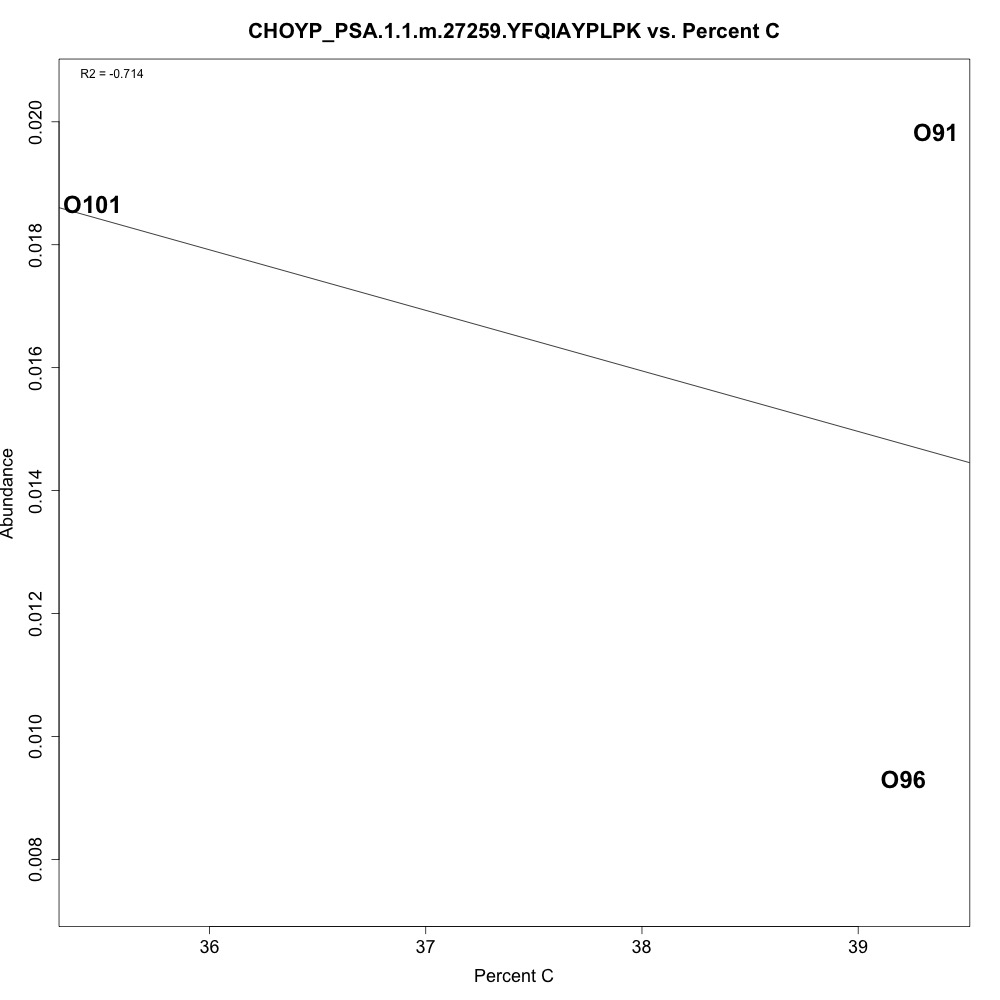 CHOYP_PSA.1.1.m.27259.YFQIAYPLPK vs. Percent C
R2 = -0.714
0.020
O91
O101
0.018
0.016
Abundance
0.014
0.012
0.010
O96
0.008
36 37 38 39
Percent C